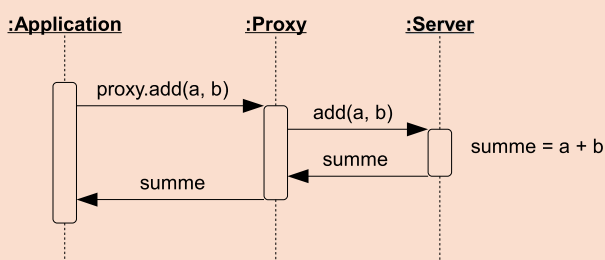 :Application
:Proxy
:Server
proxy.add(a, b)
add(a, b)
summe = a + b
summe
summe